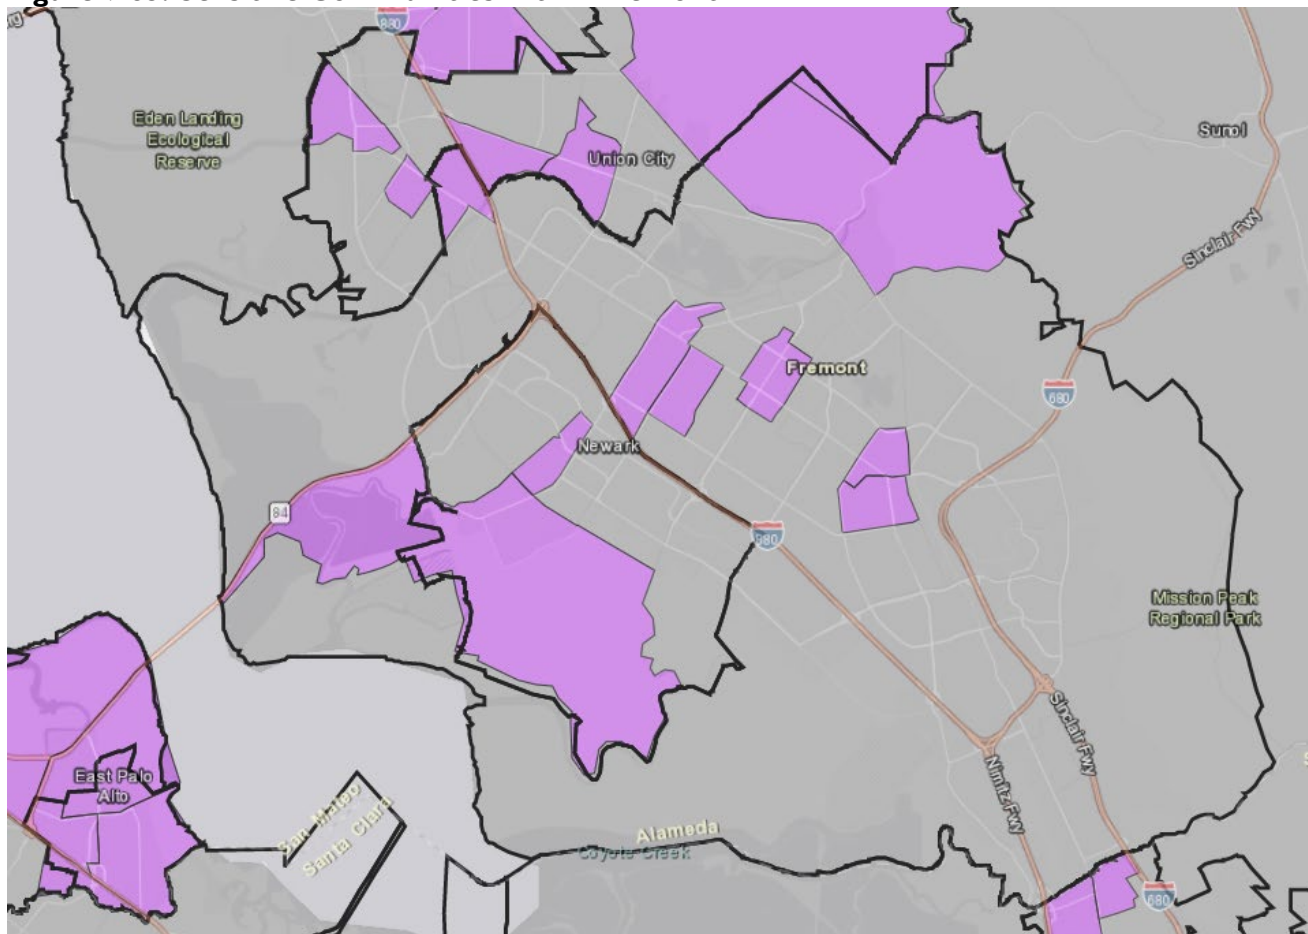 880
Eden Landing
Ecological
Reserve
Union City
Sunol
Sinclair Fwy
Fremont
680
Newark
84
880
Mission Peak
Regional Park
Sinclair Fwy
Nimitz Fwy
East Palo
Alto
San Mateo
Santa Clara
Alameda
Coyote Creek
680